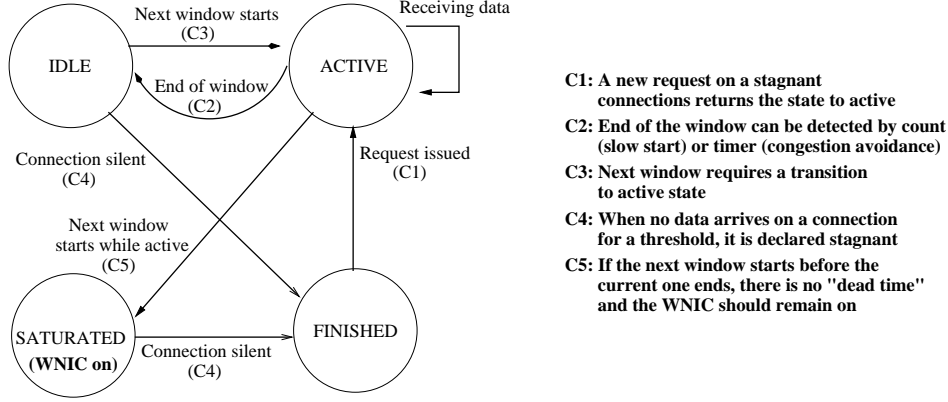 Next window starts
(C3)
Receiving data
IDLE
ACTIVE
End of window
(C2)
Connection silent
(C4)
Request issued
(C1)
Next window
starts while active
(C5)
SATURATED
(WNIC on)
Connection silent
(C4)
FINISHED
C1: A new request on a stagnant
connections returns the state to active
C2: End of the window can be detected by count
(slow start) or timer (congestion avoidance)
C3: Next window requires a transition
to active state
C4: When no data arrives on a connection
for a threshold, it is declared stagnant
C5: If the next window starts before the
current one ends, there is no "dead time"
and the WNIC should remain on